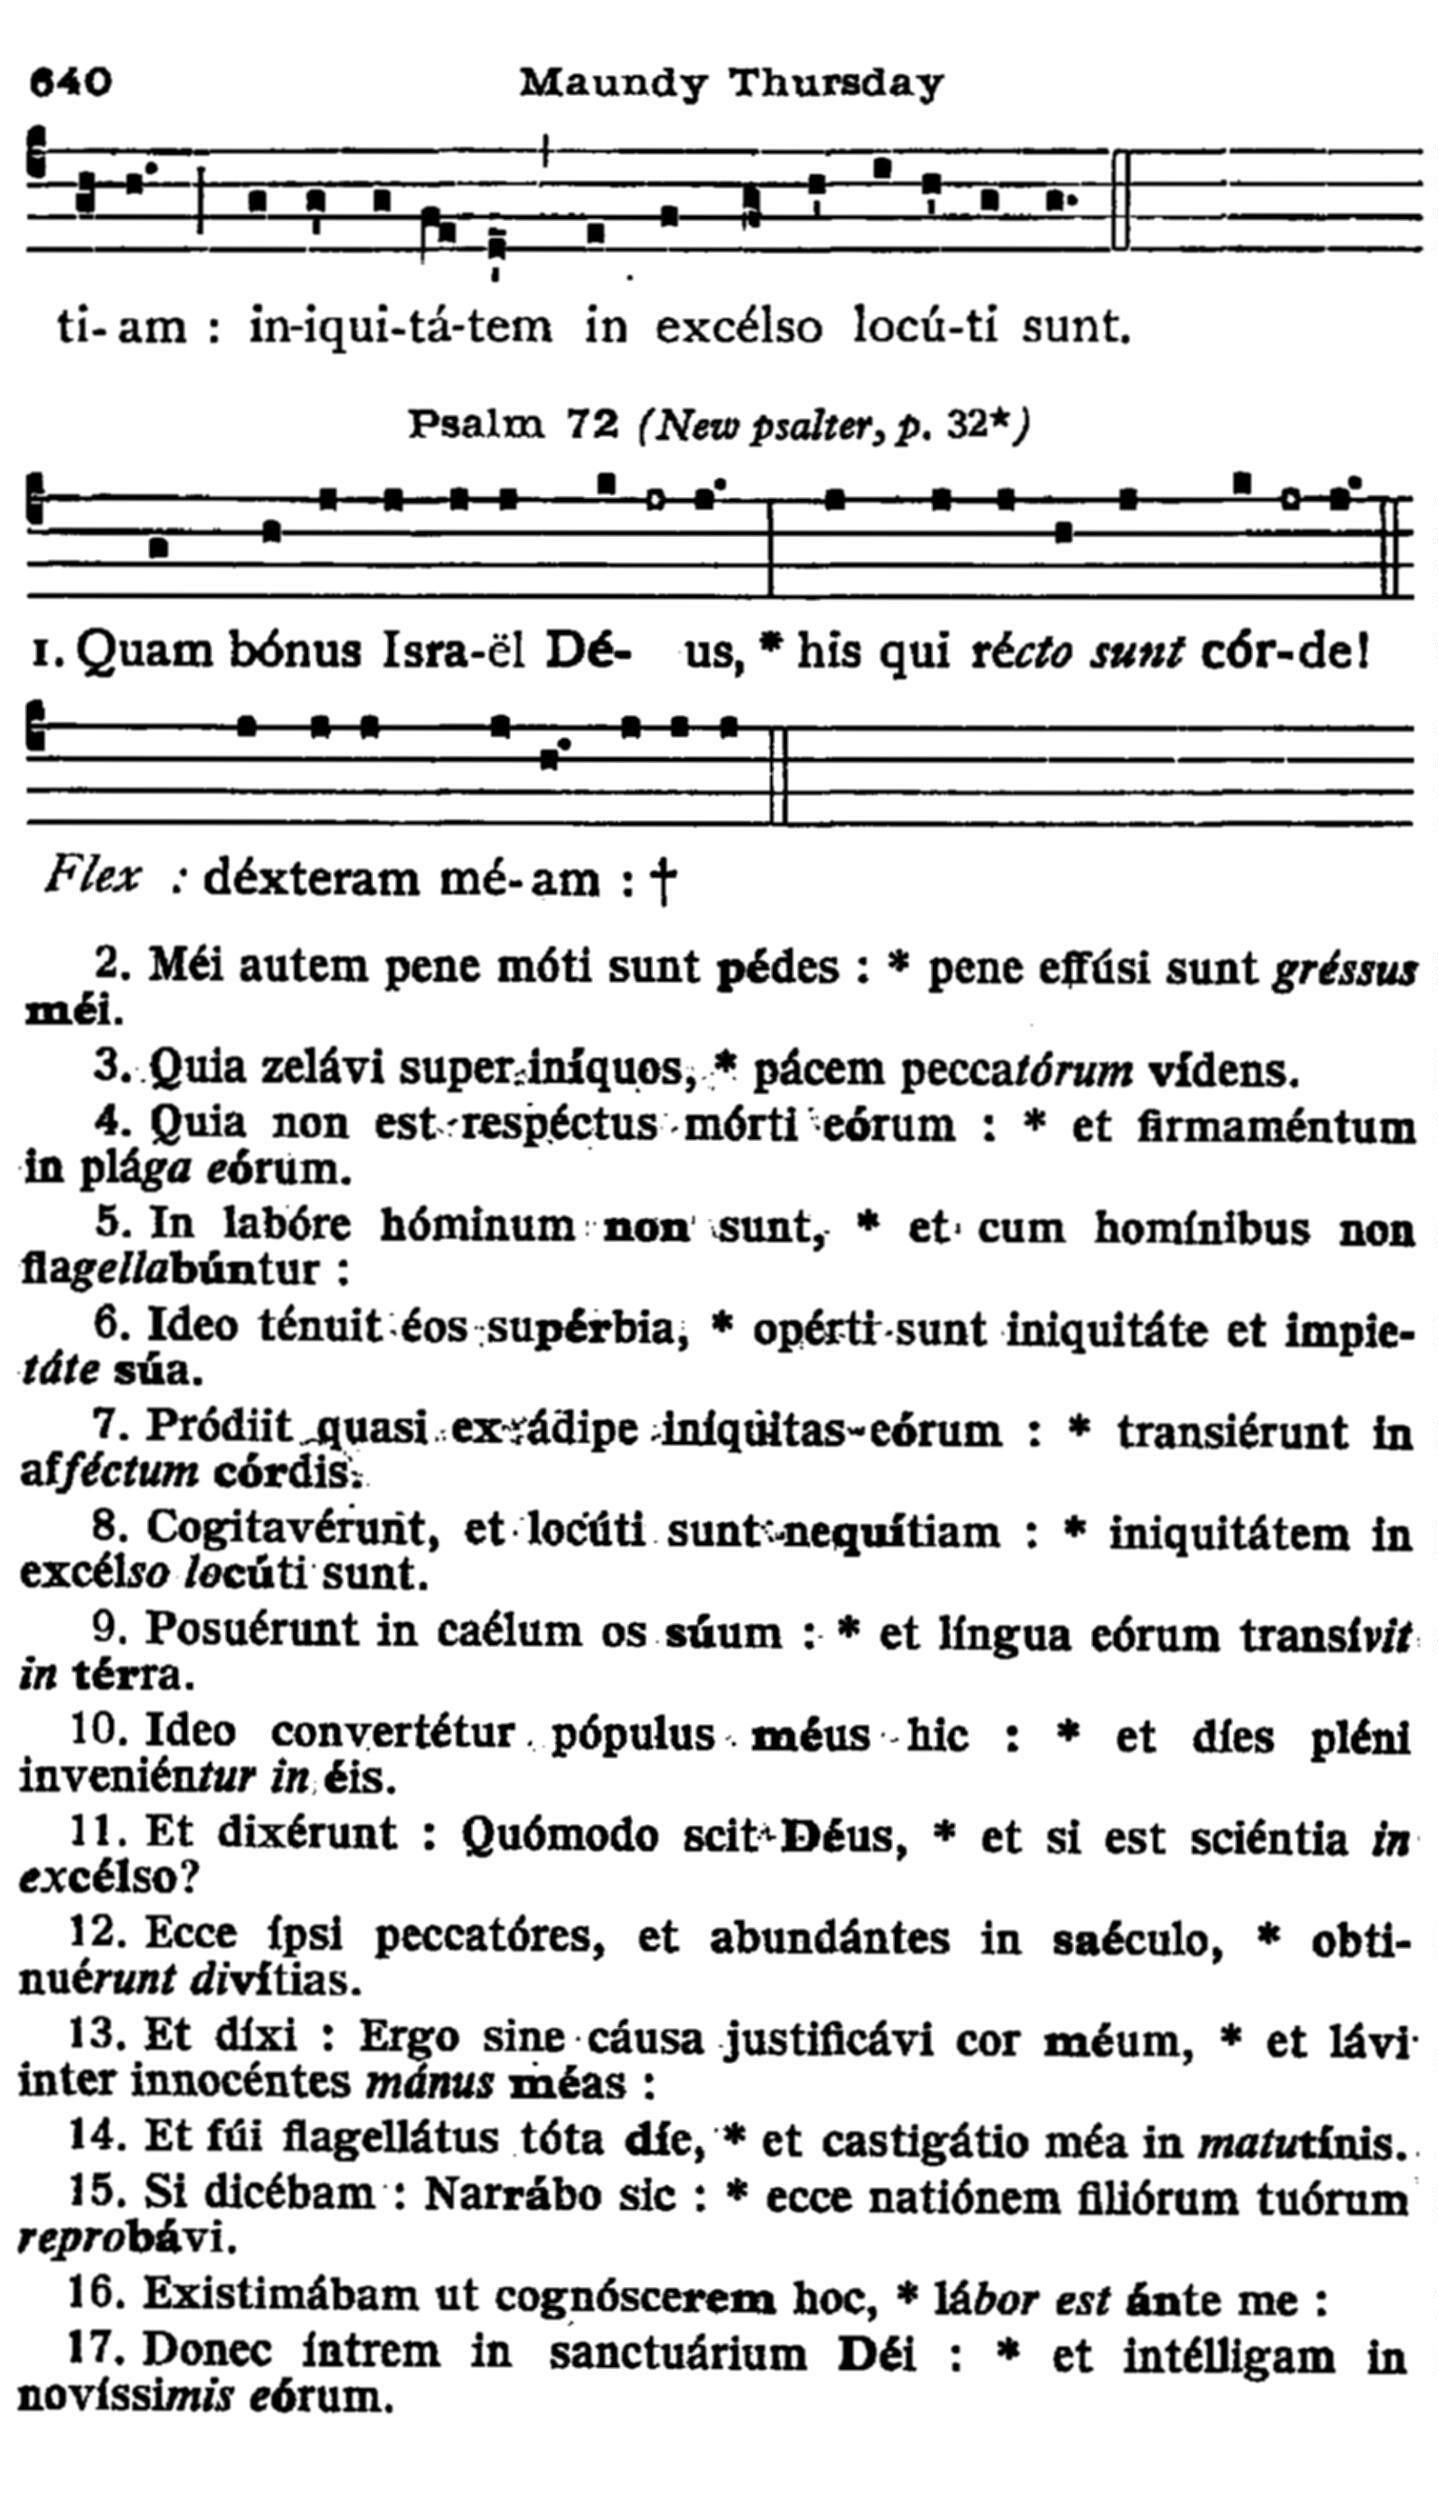 640 Maundy Thursday
ti- am : in-iqui-tá-tem in excélso locú-ti sunt.
Psalm 72 (New psalter, p. 32*)
1. Quam bónus Isra-ël Dé- us, * his qui récto sunt cór-de!
Flex : déxteram mé- am : †
2. Méi autem pene móti sunt pédes : * pene effúsi sunt gréssus
méi.
3. Quia zelávi super iníquos, * pácem peccatórum vídens.
4. Quia non est respéctus mórti eórum : * et firmaméntum
in plága eórum.
5. In labóre hóminum non sunt, * et cum homínibus non
flagellabúntur :
6. Ideo ténuit éos supérbia, * opérti sunt iniquitáte et impie-
táte súa.
7. Pródiit quasi ex ádipe iníquitas eórum : * transiérunt in
afféctum córdis.
8. Cogitavérunt, et locúti sunt nequítiam : * iniquitátem in
excélso locúti sunt.
9. Posuérunt in caélum os súum : * et língua eórum transívit
in térra.
10. Ideo convertétur pópulus méus hic : * et díes pléni
inveniéntur in éis.
11. Et dixérunt : Quómodo scit Déus, * et si est sciéntia in
excélso?
12. Ecce ípsi peccatóres, et abundántes in saéculo, * obti-
nuérunt divítias.
13. Et díxi : Ergo sine cáusa justificávi cor méum, * et lávi
inter innocéntes mánus méas :
14. Et fúi flagellátus tóta díe, * et castigátio méa in matutínis.
15. Si dicébam : Narrábo sic : * ecce natiónem filiórum tuórum
reprobávi.
16. Existimábam ut cognóscerem hoc, * lábor est ánte me :
17. Donec íntrem in sanctuárium Déi : * et intélligam in
novíssimis eórum.